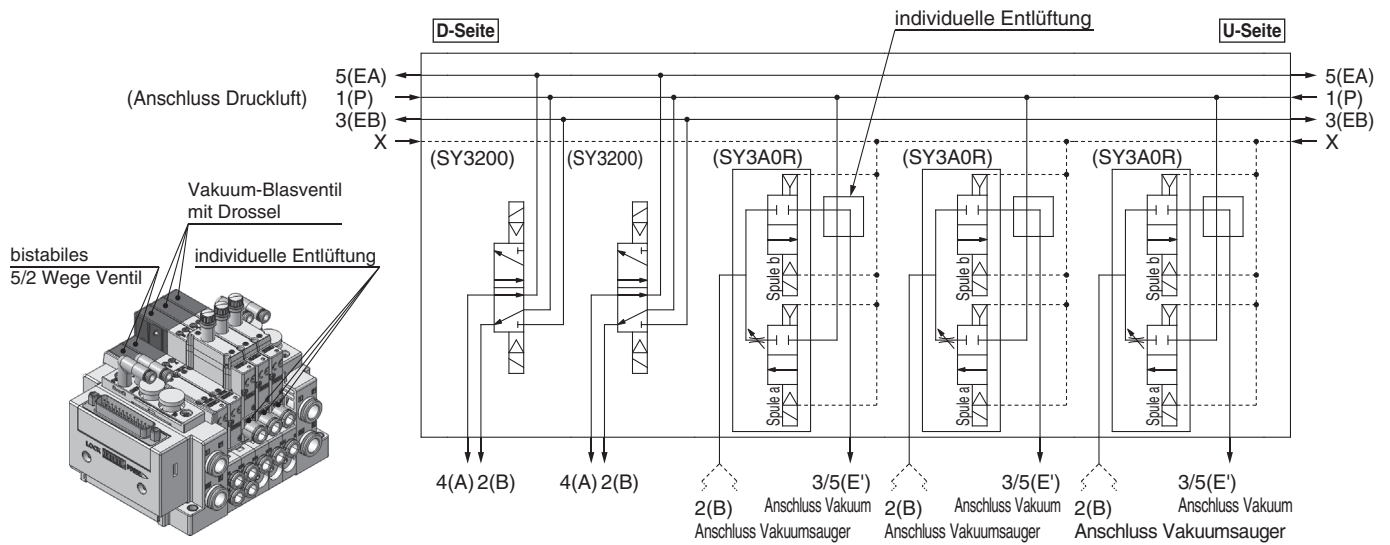 individuelle Entlüftung
D-Seite
U-Seite
5(EA)
5(EA)
(Anschluss Druckluft)
1(P)
1(P)
3(EB)
3(EB)
X
X
(SY3200)
(SY3200)
(SY3A0R)
(SY3A0R)
(SY3A0R)
Vakuum-Blasventil
mit Drossel
bistabiles
5/2 Wege Ventil
individuelle Entlüftung
Spule b
Spule b
Spule b
Spule a
Spule a
Spule a
LOCK
FREE
4(A) 2(B)
4(A) 2(B)
2(B)
3/5(E')
2(B)
3/5(E')
2(B)
3/5(E')
Anschluss Vakuum
Anschluss Vakuum
Anschluss Vakuum
Anschluss Vakuumsauger
Anschluss Vakuumsauger
Anschluss Vakuumsauger